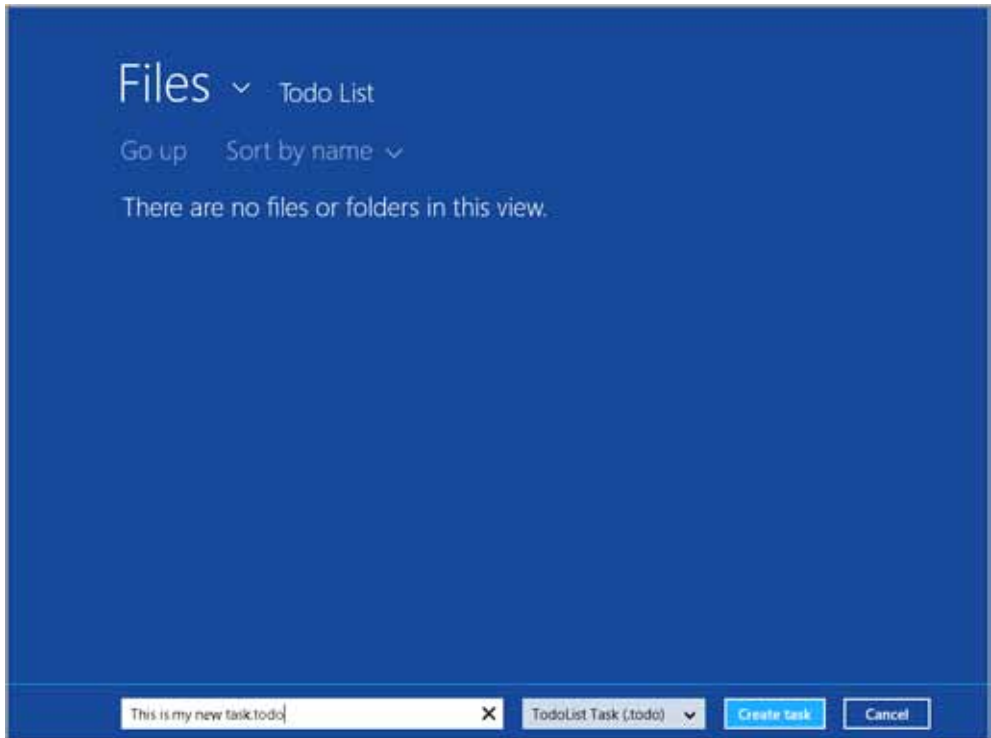 Files Todo List
Go up Sort by name
There are no files or folders in this view.
This is my new task.todo TodoList Task (.todo) Create task Cancel